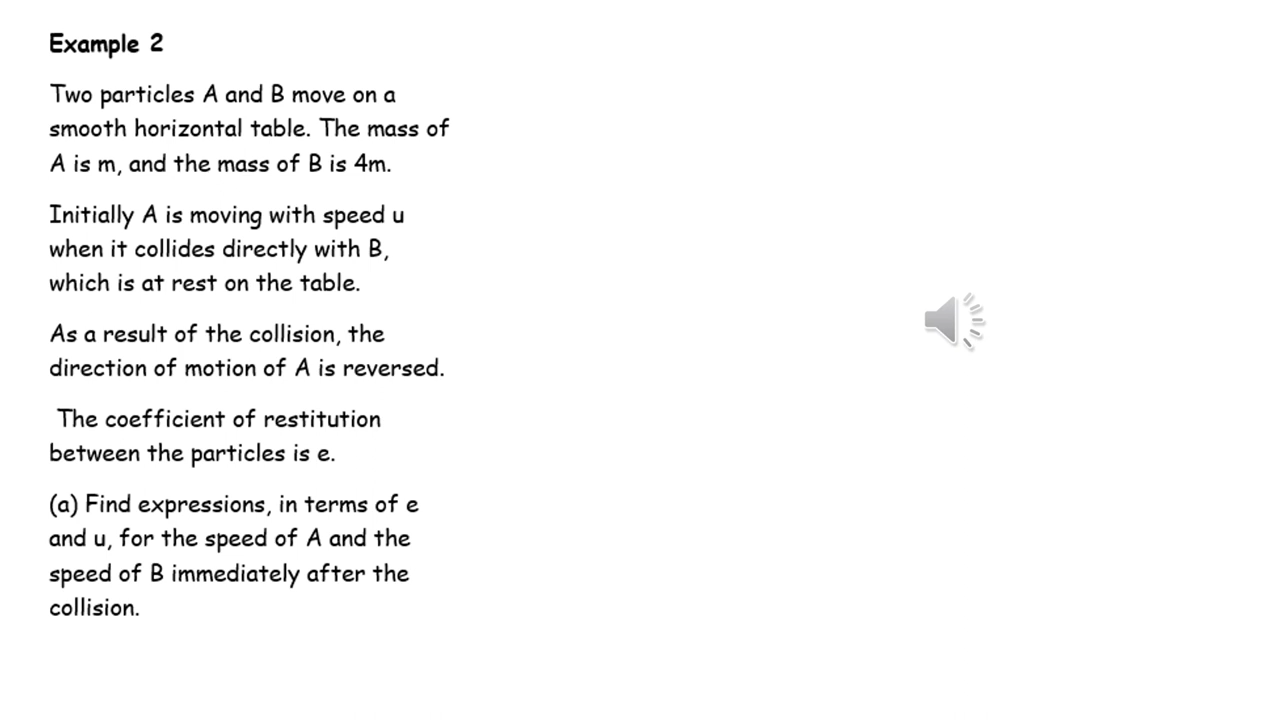 Example 2
Two particles A and B move on a
smooth horizontal table. The mass of
A is m, and the mass of B is 4m.
Initially A is moving with speed u
when it collides directly with B,
which is at rest on the table.
As a result of the collision, the
direction of motion of A is reversed.
The coefficient of restitution
between the particles is e.
(a) Find expressions, in terms of e
and u, for the speed of A and the
speed of B immediately after the
collision.